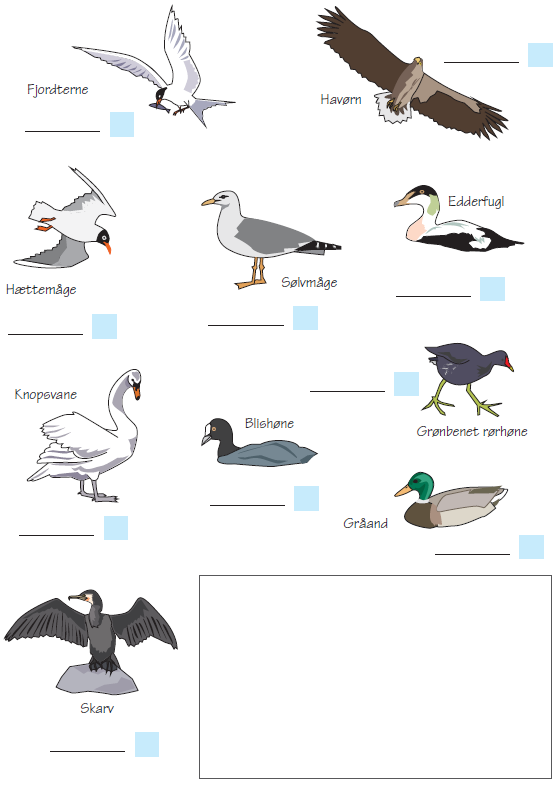 Fjordterne
Havørn
Hættemåge
Sølvmåge
Edderfugl
Knopsvane
Blishøne
Grønbenet rørhøne
Gråand
Skarv